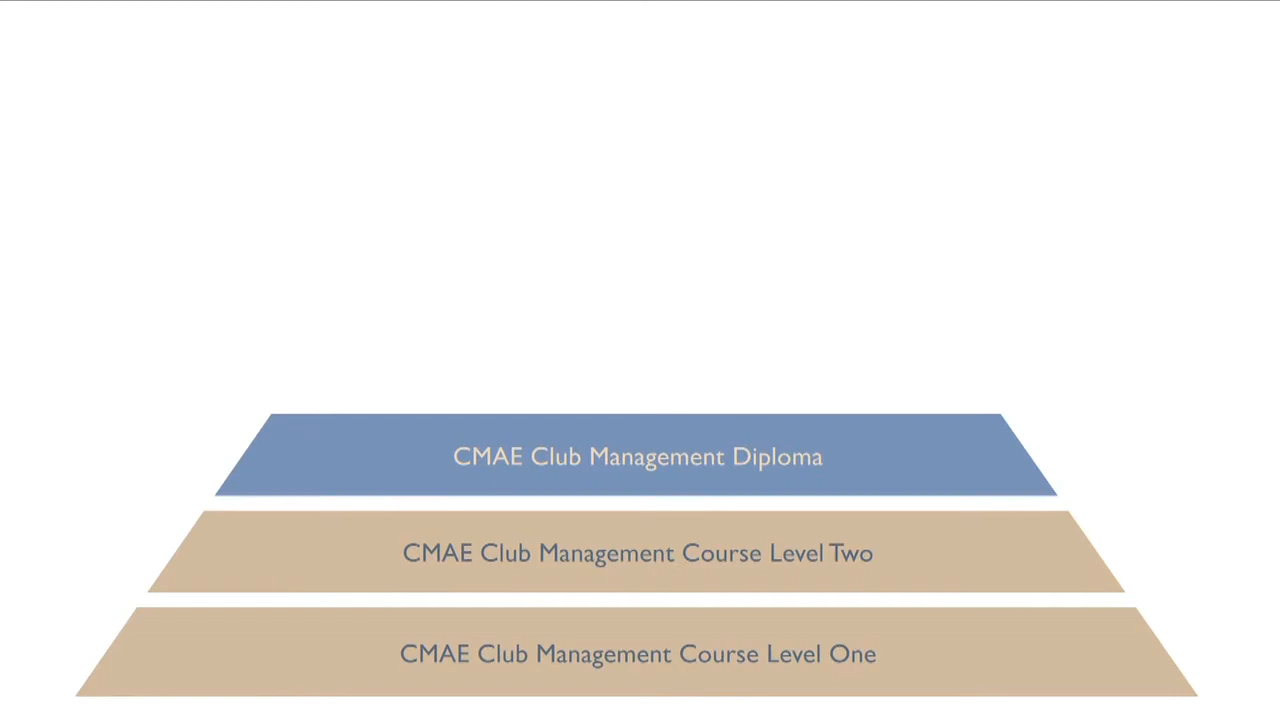 CMAE Club Management Diploma
CMAE Club Management Course Level Two
CMAE Club Management Course Level One